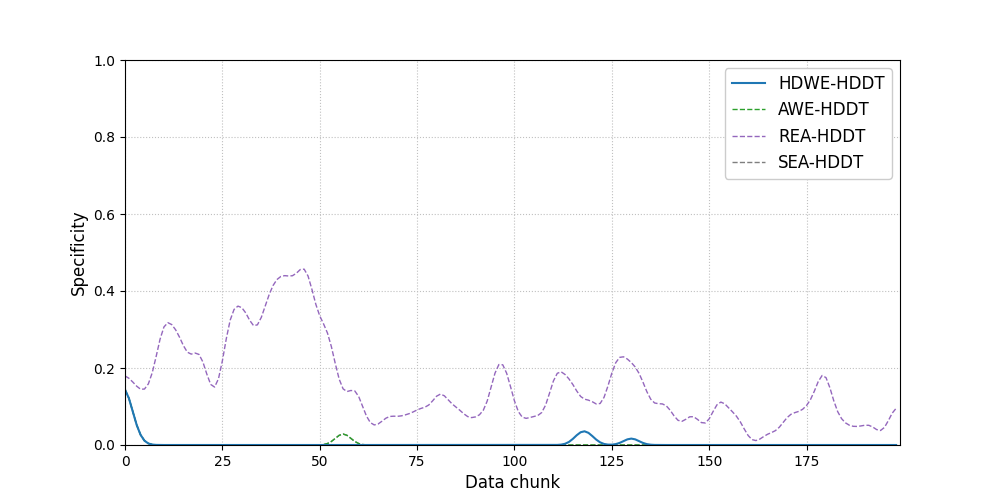 1.0
0.8
0.6
0.4
0.2
0.0
Specificity
0 25 50 75 100 125 150 175
Data chunk
HDWE-HDDT
AWE-HDDT
REA-HDDT
SEA-HDDT